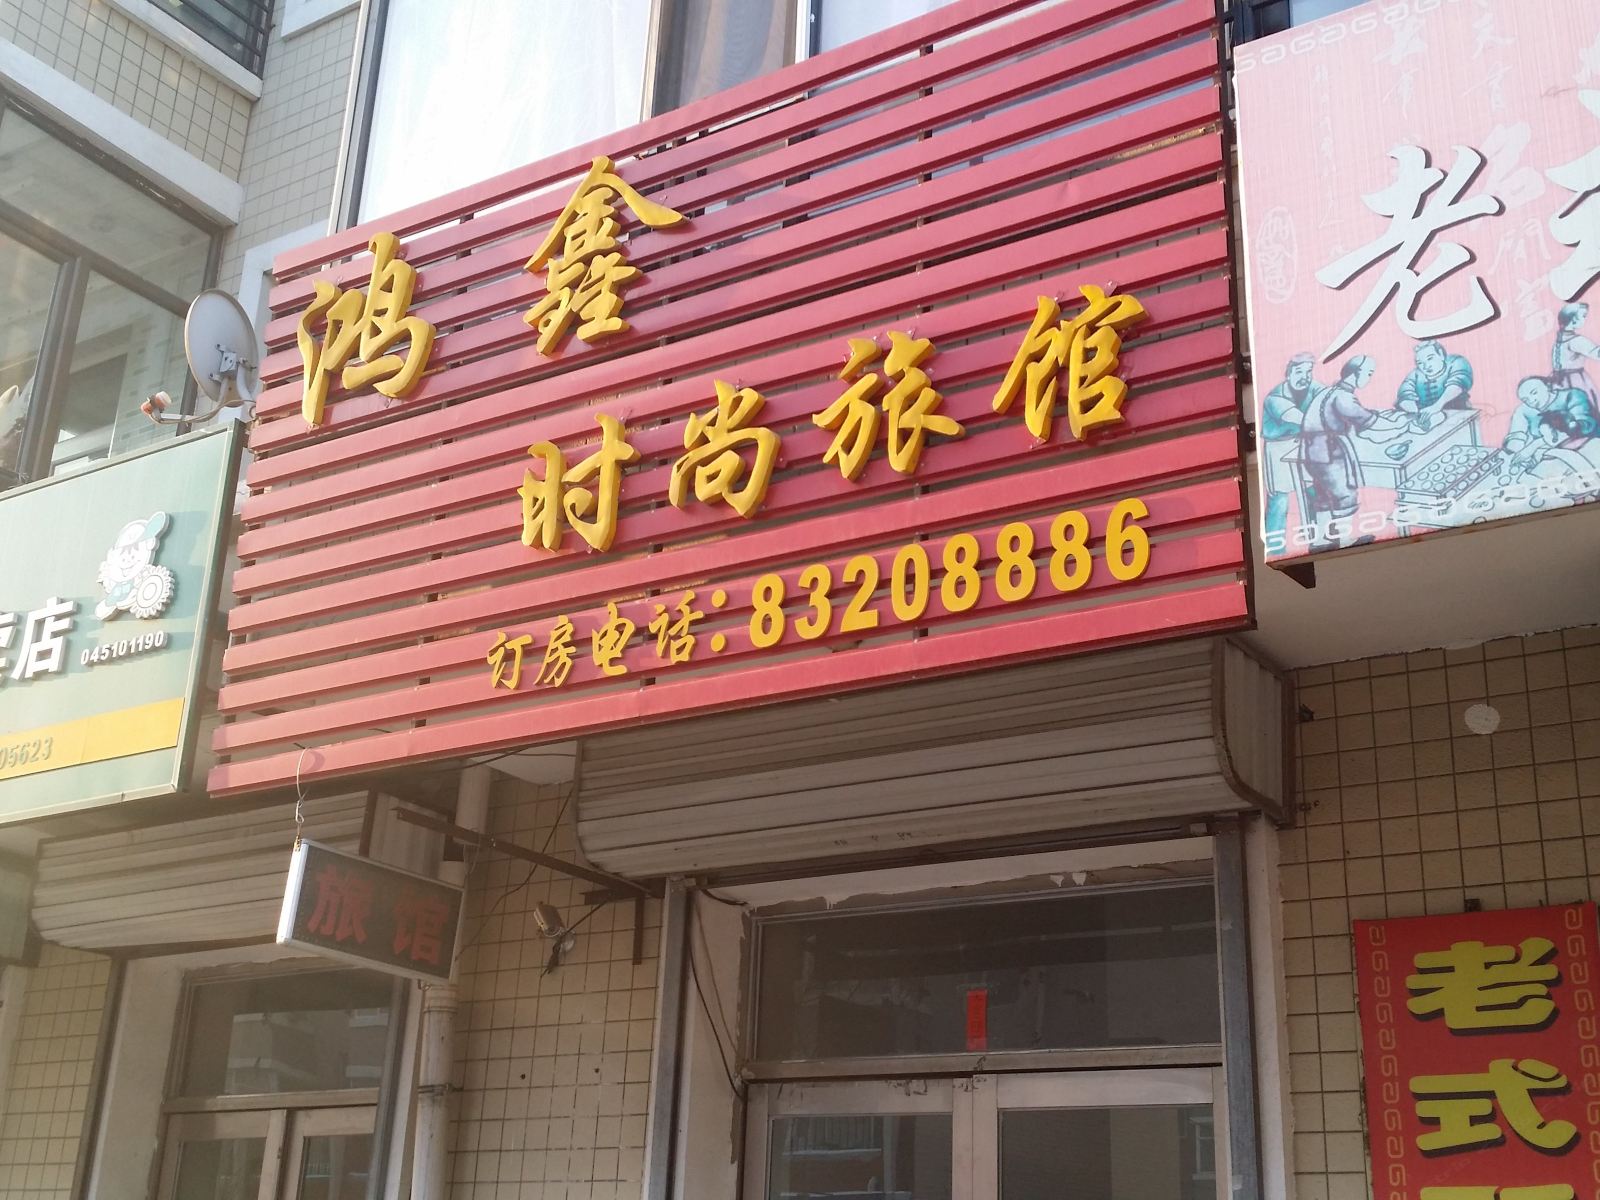 鸿鑫
时尚旅馆
订房电话:83208886
旅馆
店
045101190
05623
老
老
式